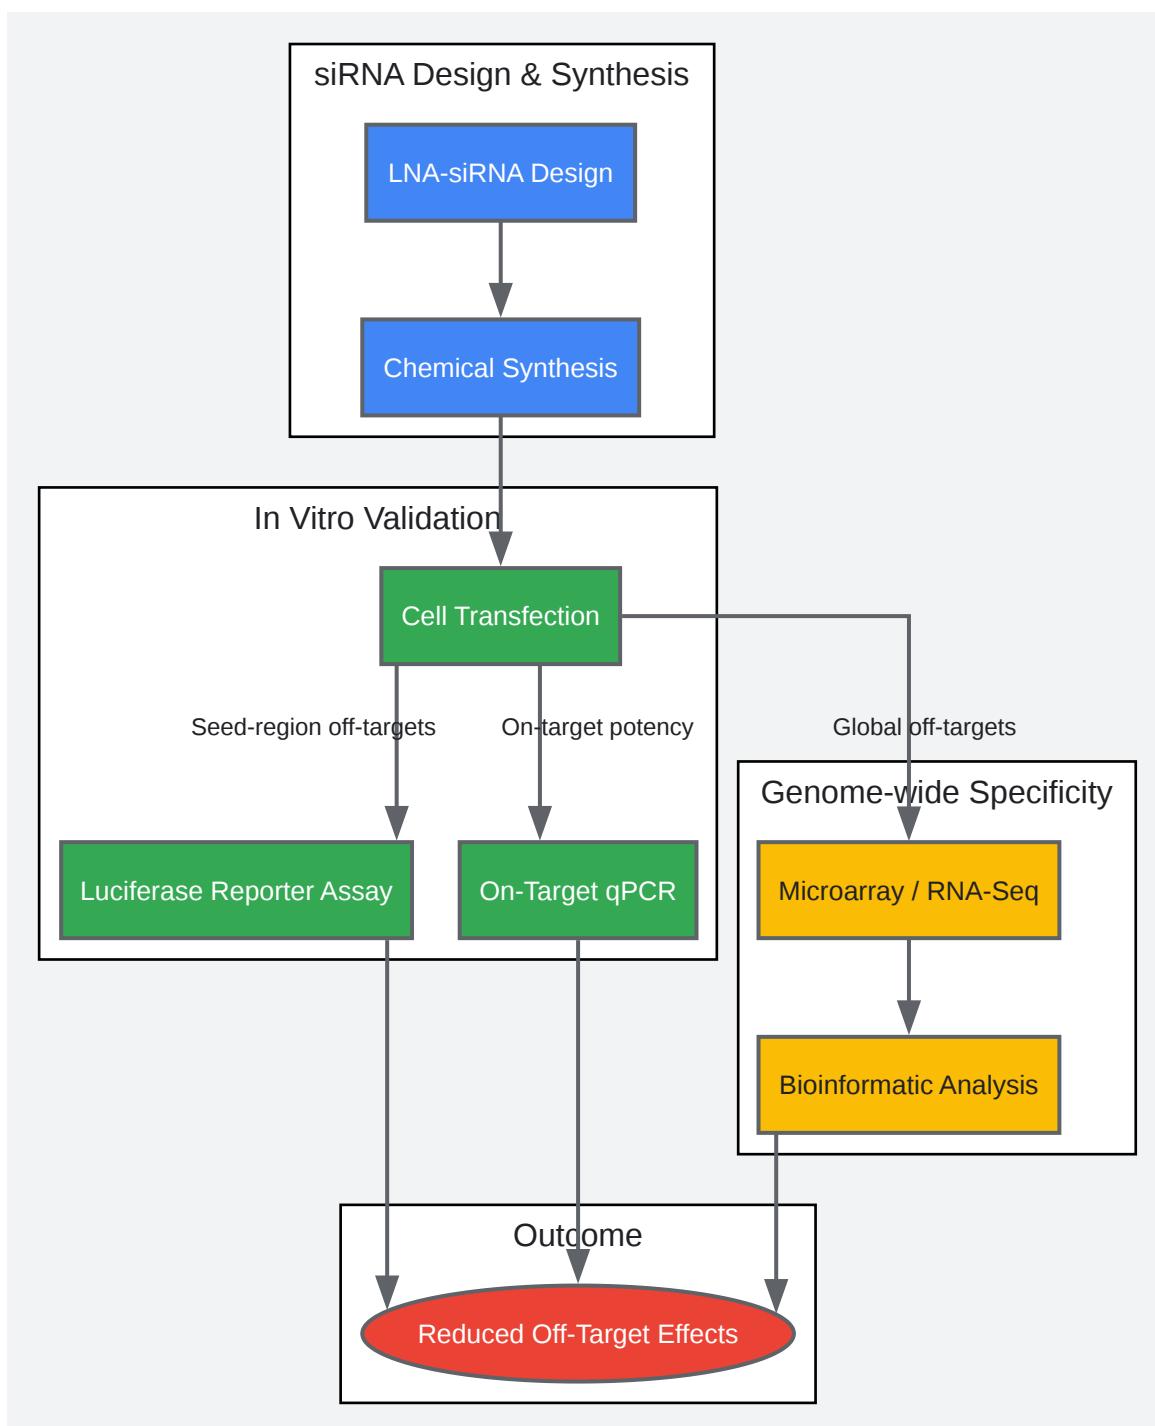 siRNA Design & Synthesis
LNA-siRNA Design
Chemical Synthesis
In Vitro Validation
Cell Transfection
Seed-region off-targets
On-target potency
Global off-targets
Genome-wide Specificity
Luciferase Reporter Assay
On-Target qPCR
Microarray / RNA-Seq
Bioinformatic Analysis
Outcome
Reduced Off-Target Effects